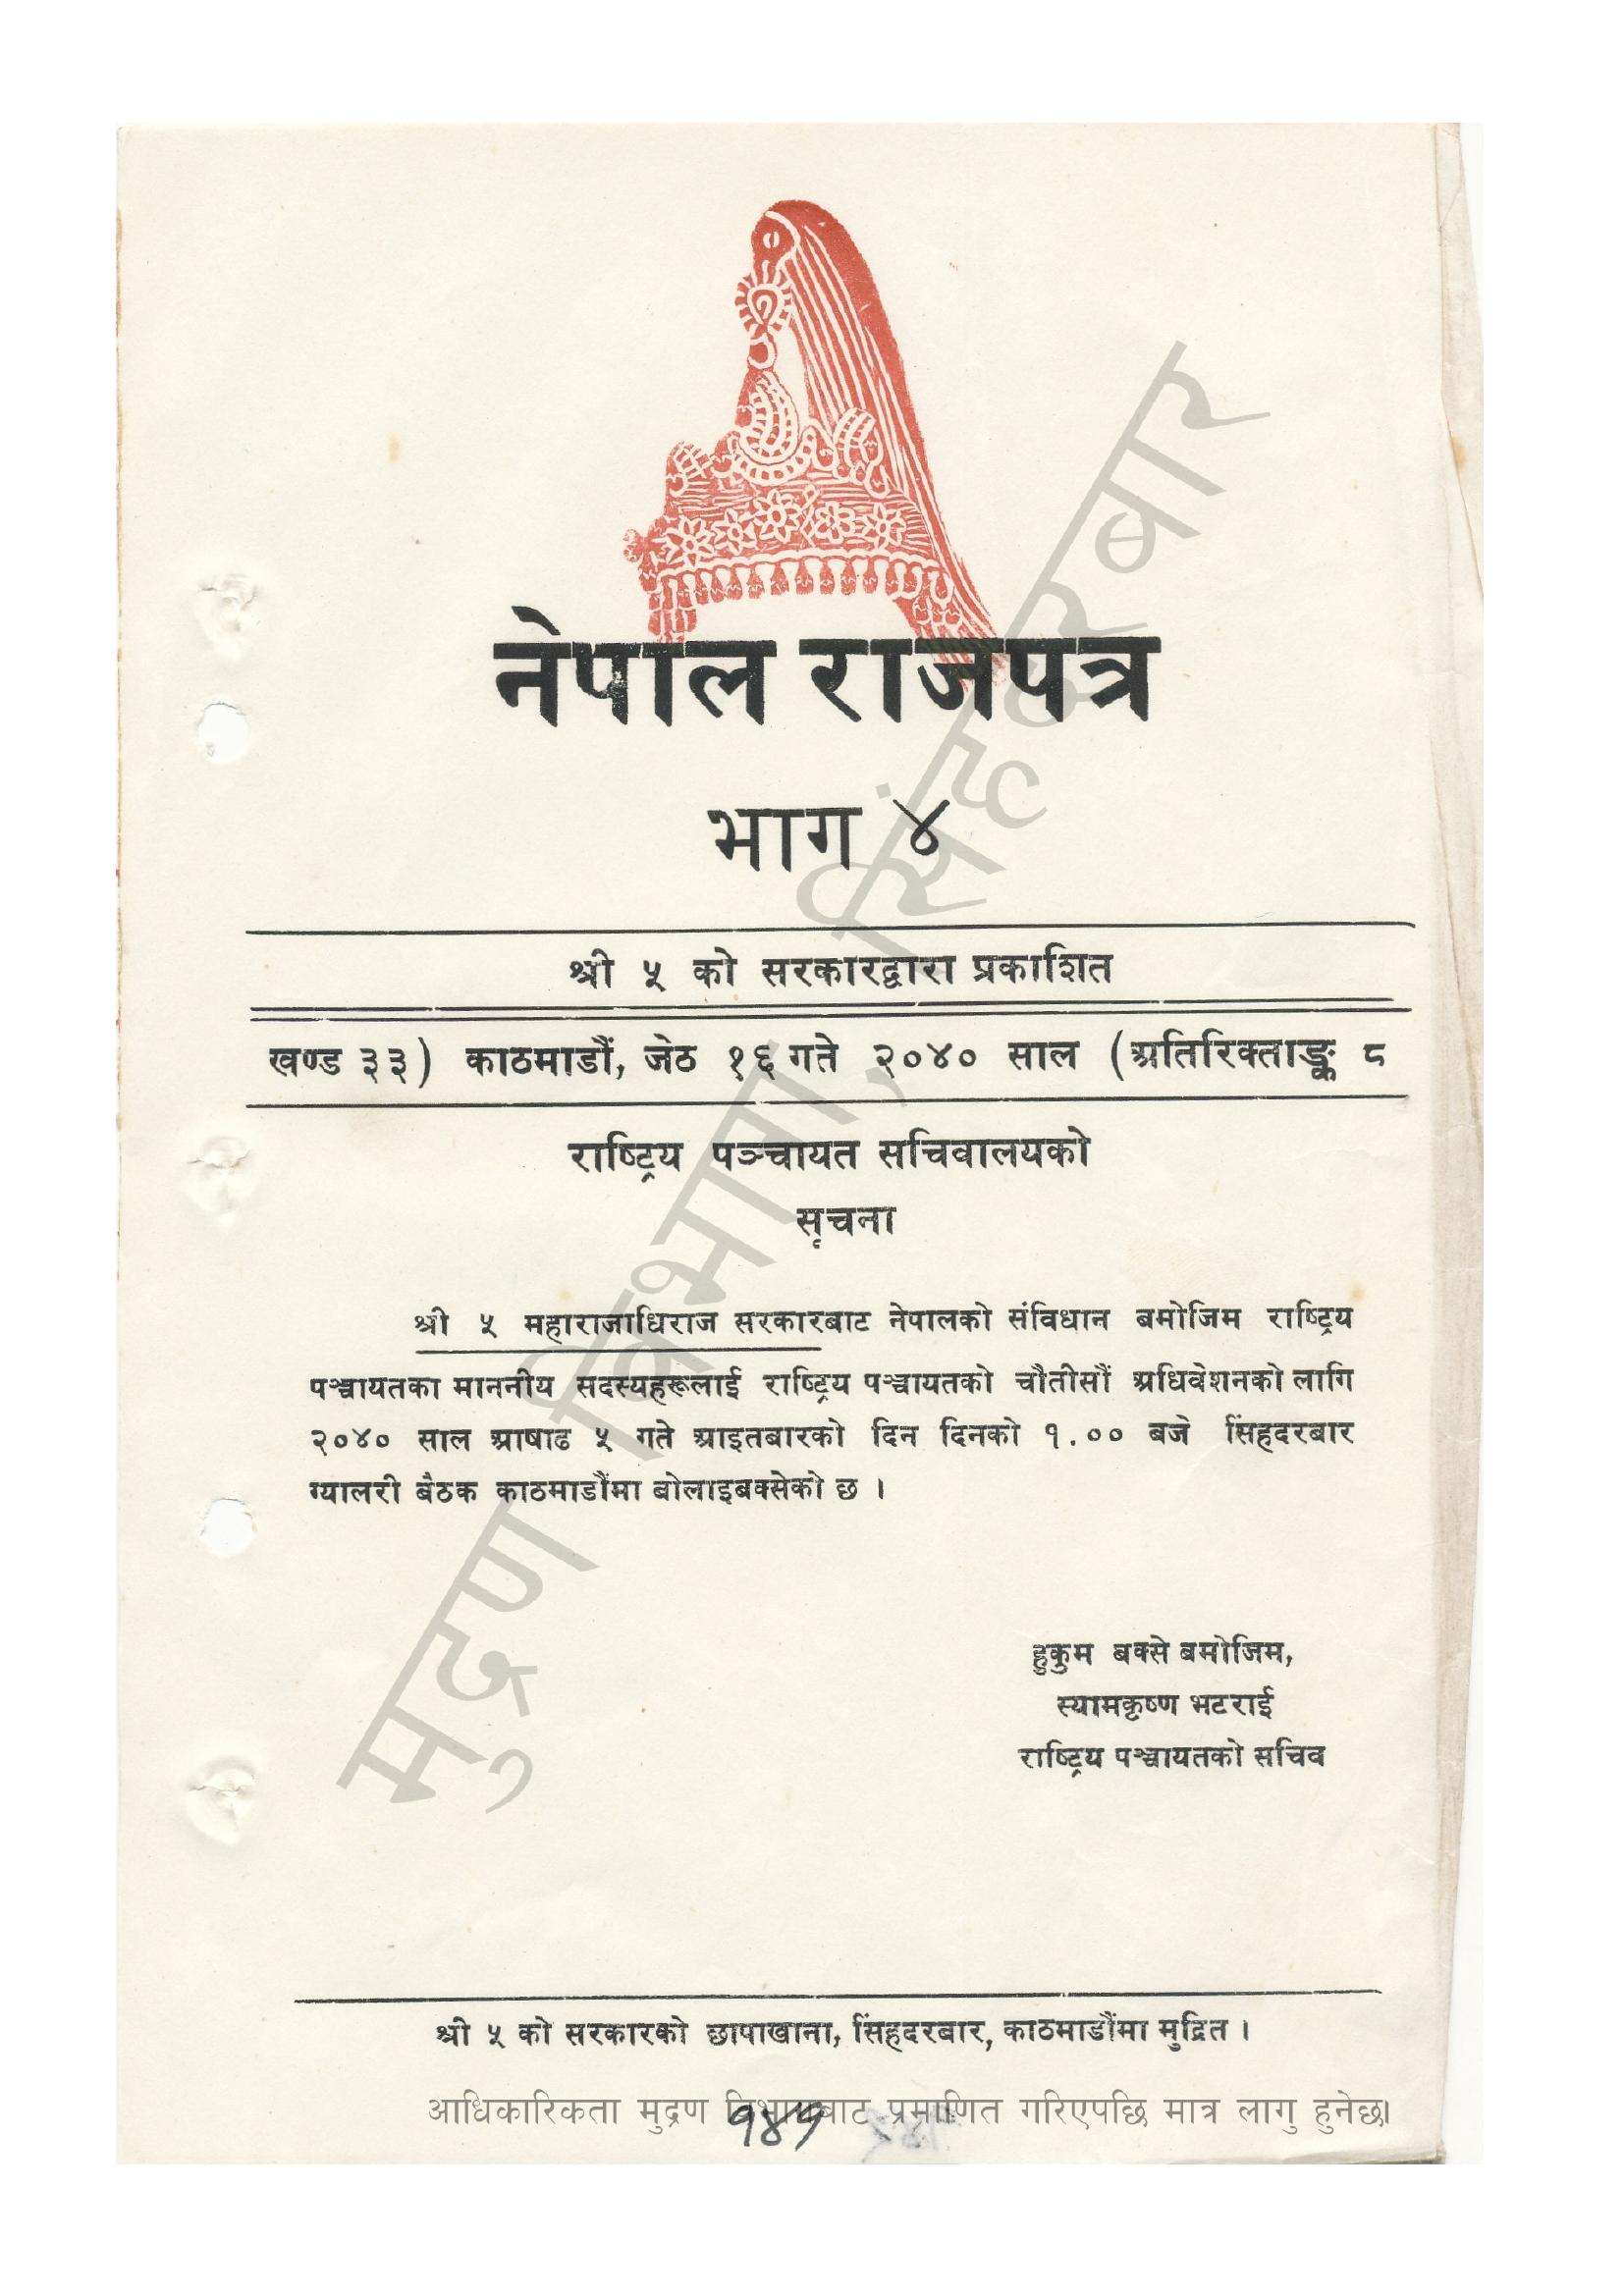 नेपाल राजपत्र
भाग ४
श्री ५ को सरकारद्वारा प्रकाशित
खण्ड ३३) काठमाडौं, जेठ १६ गते २०४० साल (अतिरिक्ताङ्क ८
राष्ट्रिय पञ्चायत सचिवालयको
सूचना
श्री ५ महाराजाधिराज सरकारबाट नेपालको संविधान बमोजिम राष्ट्रिय
पञ्चायतका माननीय सदस्यहरूलाई राष्ट्रिय पञ्चायतको चौतीसौं अधिवेशनको लागि
२०४० साल आषाढ ५ गते आइतबारको दिन दिनको १.०० बजे सिंहदरबार
ग्यालरी बैठक काठमाडौंमा बोलाइबक्सेको छ ।
हुकुम बक्से बमोजिम,
स्यामकृष्ण भटराई
राष्ट्रिय पञ्चायतको सचिव
श्री ५ को सरकारको छापाखाना, सिंहदरबार, काठमाडौंमा मुद्रित ।
आधिकारिकता मुद्रण विभागबाट प्रमाणित गरिएपछि मात्र लागु हुनेछ।
१४५
मुद्रण विभाग, सिंहदरबार